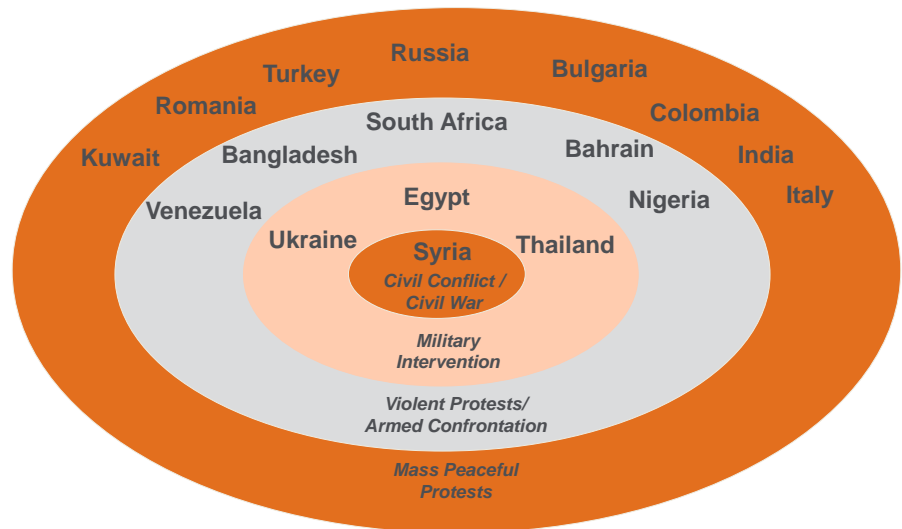 Russia
Turkey
Bulgaria
Romania
Colombia
South Africa
Kuwait
Bangladesh
Bahrain
India
Italy
Venezuela
Egypt
Nigeria
Ukraine
Thailand
Syria
Civil Conflict /
Civil War
Military
Intervention
Violent Protests/
Armed Confrontation
Mass Peaceful
Protests